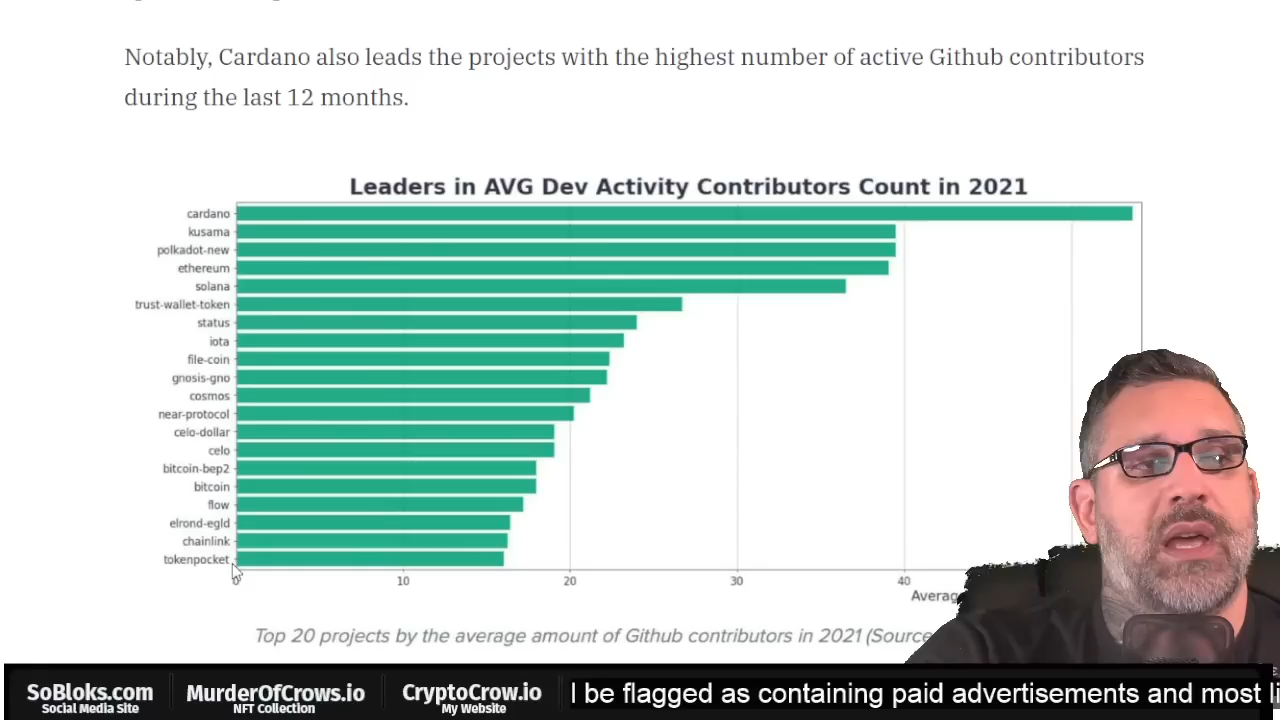 Notably, Cardano also leads the projects with the highest number of active Github contributors
during the last 12 months.
Leaders in AVG Dev Activity Contributors Count in 2021
cardano
kusama
polkadot-new
ethereum
solana
trust-wallet-token
status
iota
file-coin
gnosis-gno
cosmos
near-protocol
celo-dollar
celo
bitcoin-bep2
bitcoin
flow
elrond-egld
chainlink
tokenpocket
0 10 20 30 40
Top 20 projects by the average amount of Github contributors in 2021 (Source
SoBloks.com
Social Media Site
MurderOfCrows.io
NFT Collection
CryptoCrow.io
My Website
be flagged as containing paid advertisements and most